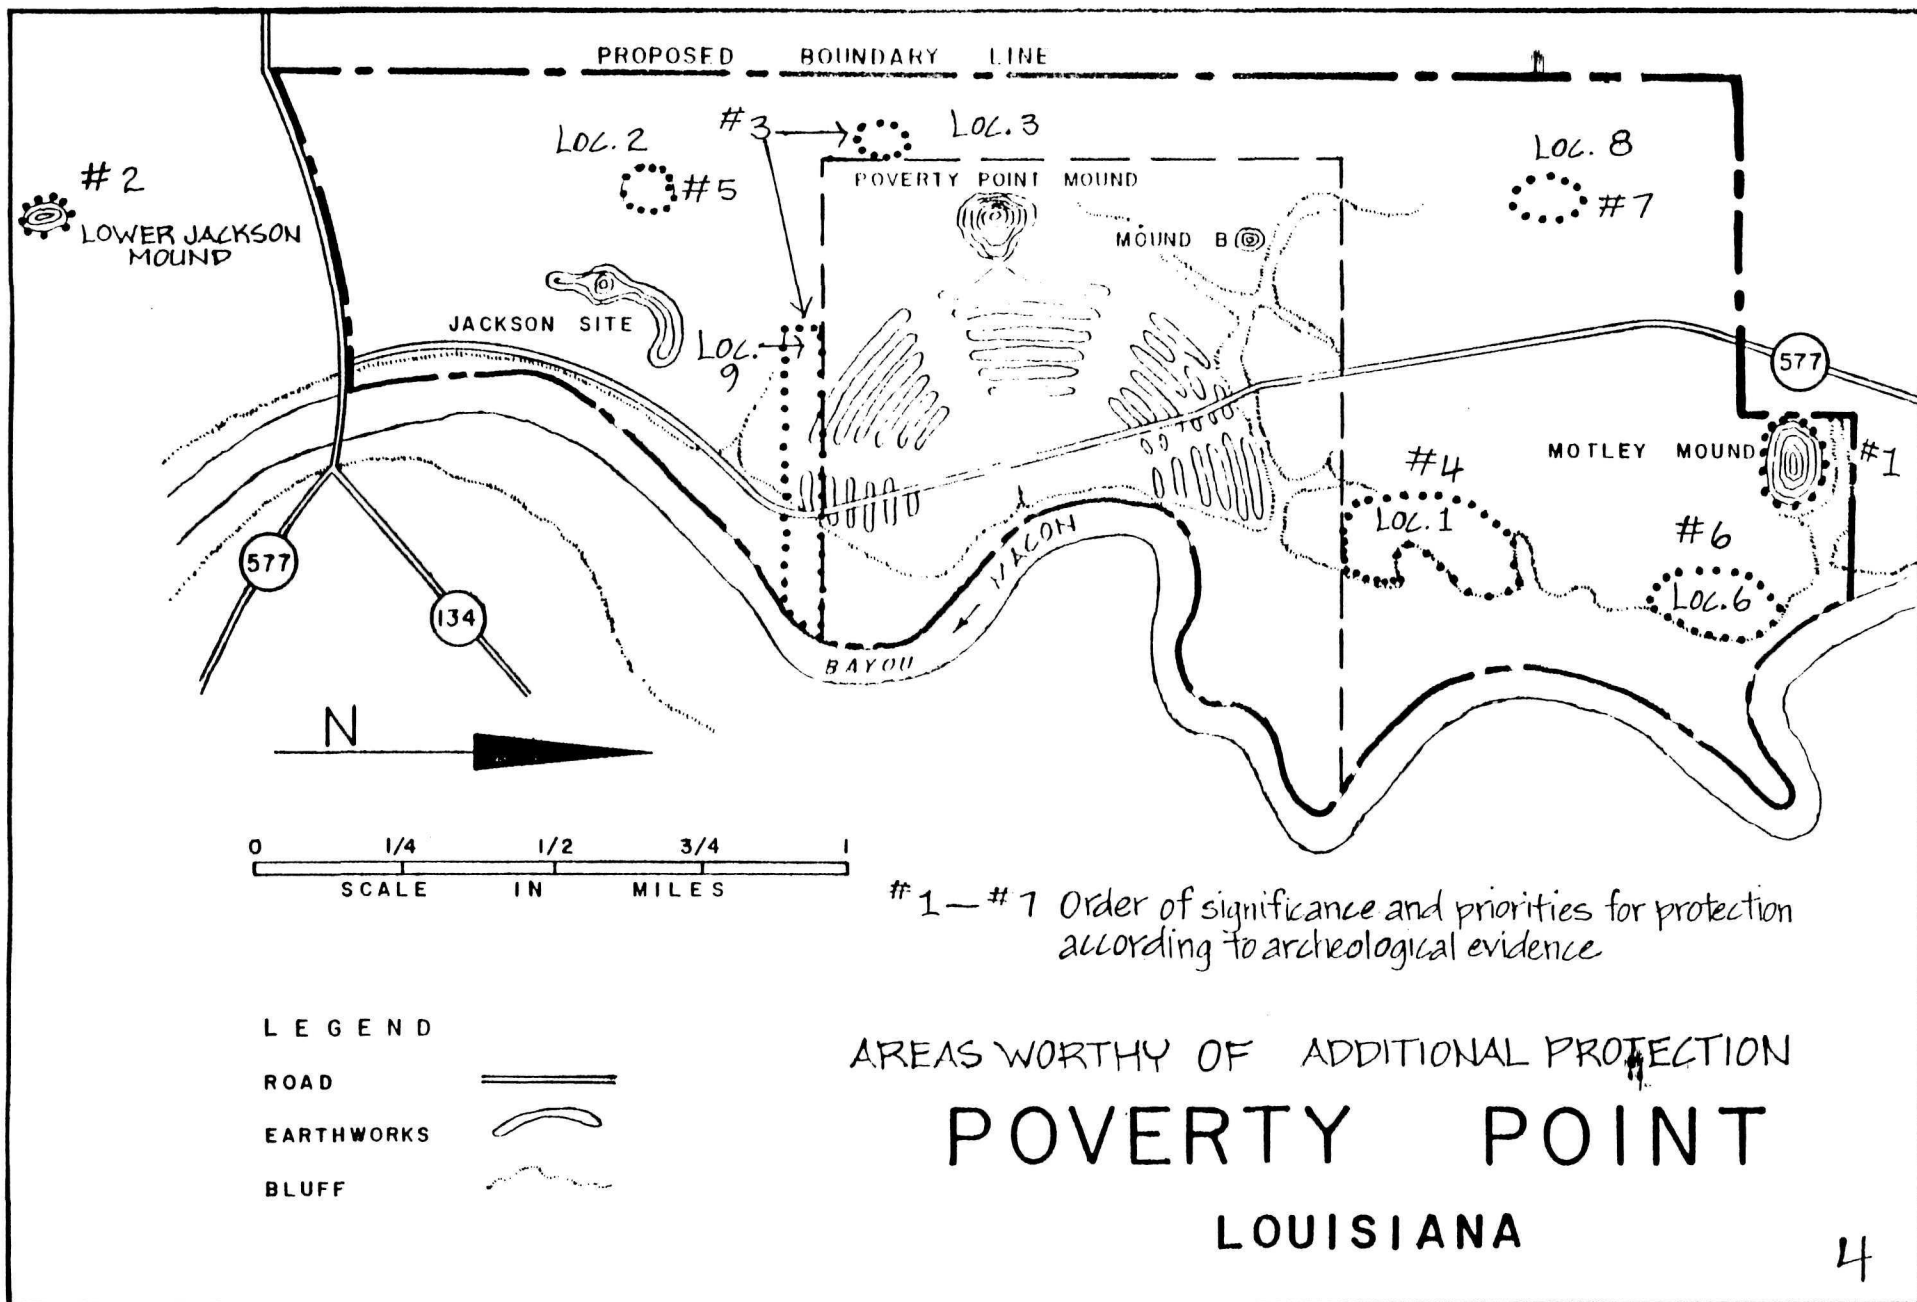 PROPOSED BOUNDARY LINE
#3
LOC. 3
LOC. 2
#5
LOC. 8
#7
#2
LOWER JACKSON
MOUND
POVERTY POINT MOUND
MOUND B
JACKSON SITE
LOC.
9
577
MOTLEY MOUND
#1
#4
LOC. 1
#6
LOC. 6
MACON
BAYOU
577
134
N
0 1/4 1/2 3/4 1
SCALE IN MILES
#1 — #7 Order of significance and priorities for protection
according to archeological evidence
LEGEND
ROAD
EARTHWORKS
BLUFF
AREAS WORTHY OF ADDITIONAL PROTECTION
POVERTY POINT
LOUISIANA
4